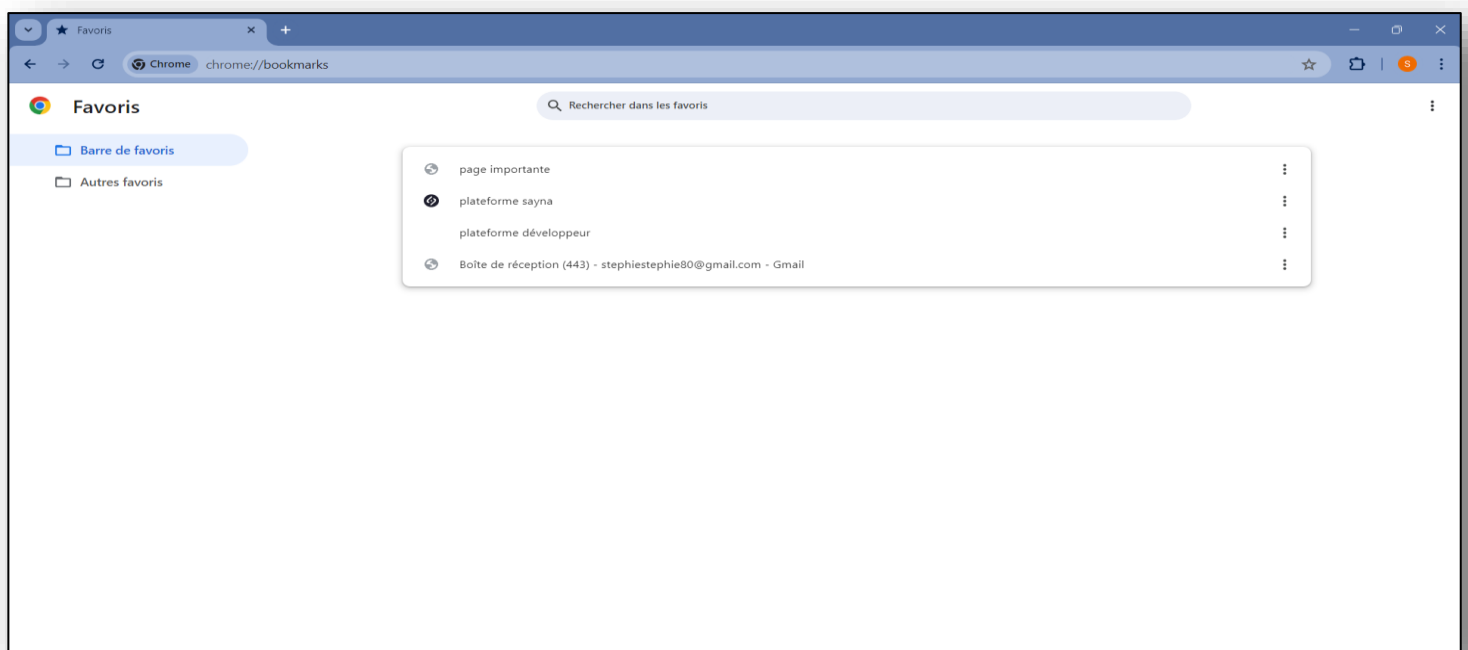 Favoris
Chrome chrome://bookmarks
S
Favoris
Rechercher dans les favoris
Barre de favoris
Autres favoris
page importante
plateforme sayna
plateforme développeur
Boîte de réception (443) - stephiestephie80@gmail.com - Gmail